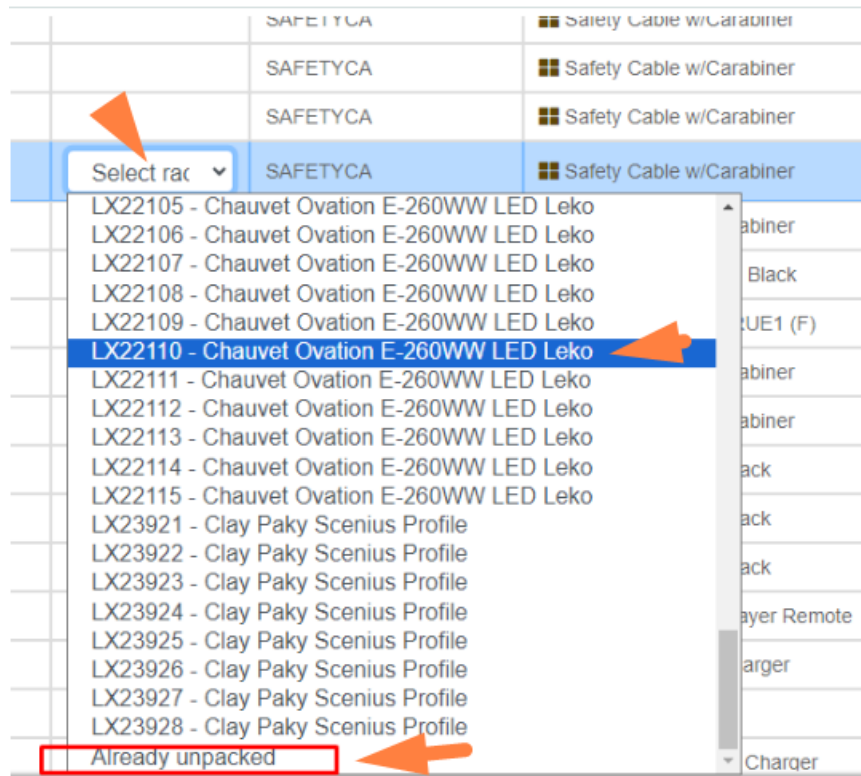 SAFETYCA Safety Cable w/Carabiner
SAFETYCA Safety Cable w/Carabiner
SAFETYCA Safety Cable w/Carabiner
Select rac SAFETYCA Safety Cable w/Carabiner
LX22105 - Chauvet Ovation E-260WW LED Leko
abiner
LX22106 - Chauvet Ovation E-260WW LED Leko
LX22107 - Chauvet Ovation E-260WW LED Leko
Black
LX22108 - Chauvet Ovation E-260WW LED Leko
LX22109 - Chauvet Ovation E-260WW LED Leko
RUE1 (F)
LX22110 - Chauvet Ovation E-260WW LED Leko
LX22111 - Chauvet Ovation E-260WW LED Leko
abiner
LX22112 - Chauvet Ovation E-260WW LED Leko
LX22113 - Chauvet Ovation E-260WW LED Leko
abiner
LX22114 - Chauvet Ovation E-260WW LED Leko
ack
LX22115 - Chauvet Ovation E-260WW LED Leko
LX23921 - Clay Paky Scenius Profile
ack
LX23922 - Clay Paky Scenius Profile
LX23923 - Clay Paky Scenius Profile
ack
LX23924 - Clay Paky Scenius Profile
ayer Remote
LX23925 - Clay Paky Scenius Profile
LX23926 - Clay Paky Scenius Profile
arger
LX23927 - Clay Paky Scenius Profile
LX23928 - Clay Paky Scenius Profile
Already unpacked
Charger